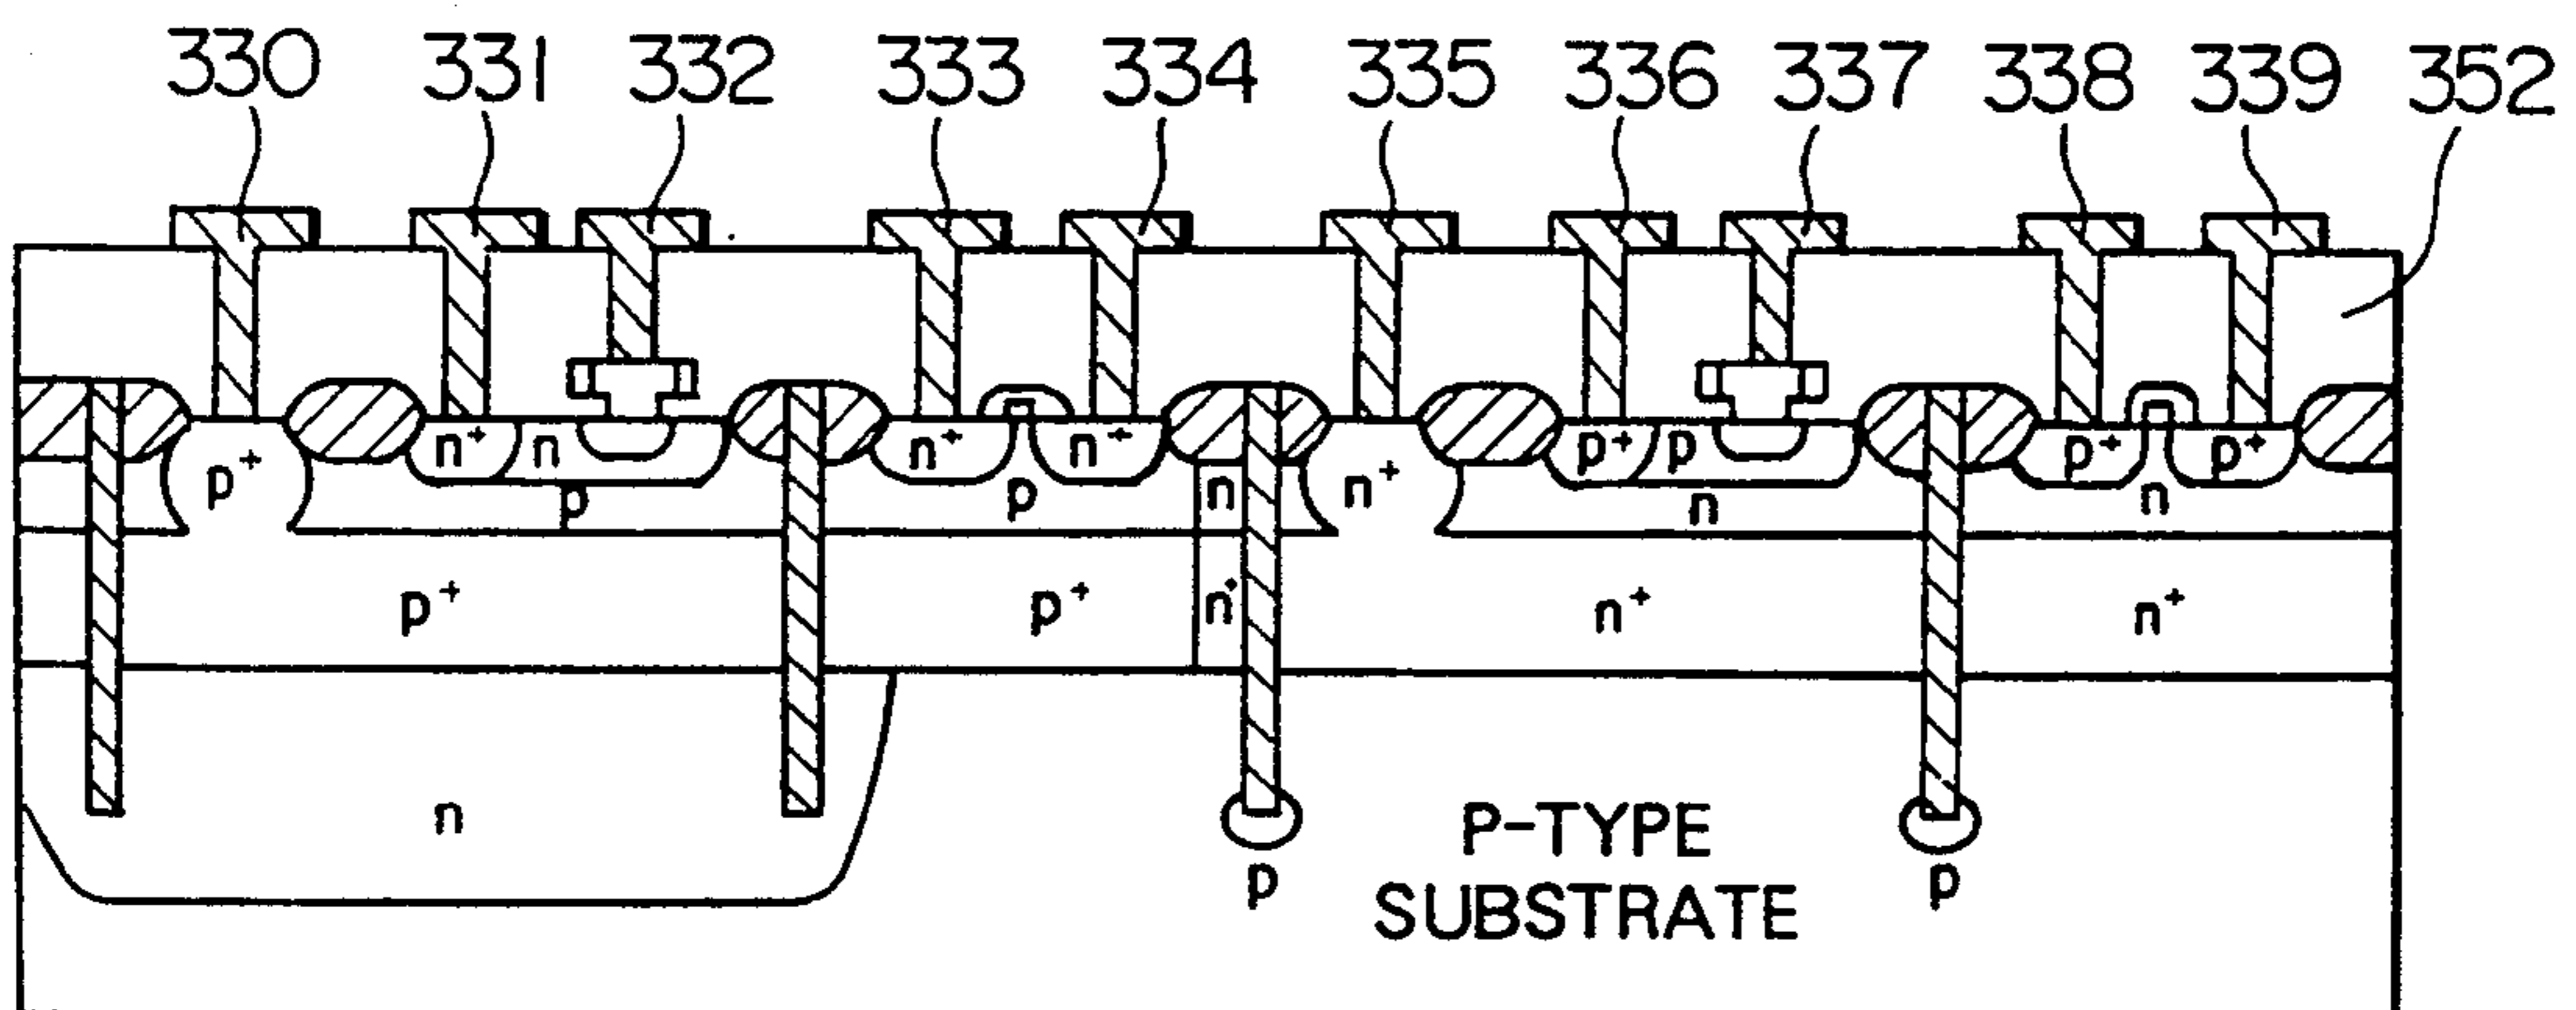 330 331 332 333 334 335 336 337 338 339 352
n+ n n+ n+ p+ p p+ p+
p+ p p n n+ n n
p+ p+ n+ n+ n+
n
P-TYPE
SUBSTRATE
p p